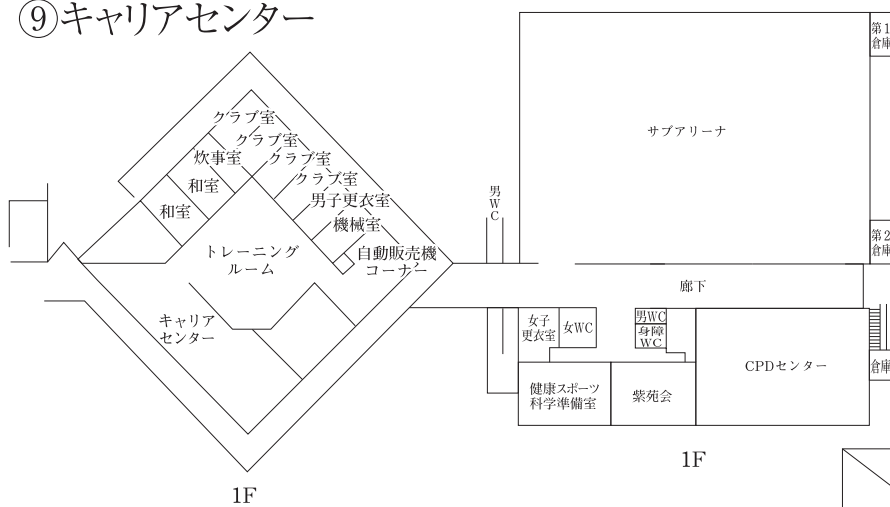 ⑨キャリアセンター
クラブ室
クラブ室
クラブ室
クラブ室
炊事室
和室
和室
男子更衣室
機械室
自動販売機
コーナー
トレーニング
ルーム
キャリア
センター
1F
男WC
サブアリーナ
第1
倉庫
第2
倉庫
廊下
女子
更衣室
女WC
男WC
身障
WC
健康スポーツ
科学準備室
紫苑会
CPDセンター
倉庫
1F